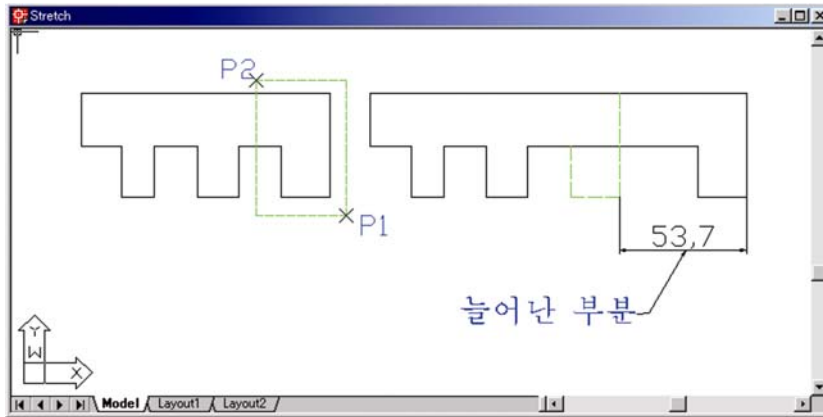 Stretch
P2
P1
53,7
늘어난 부분
Y
W
X
Model
Layout1
Layout2